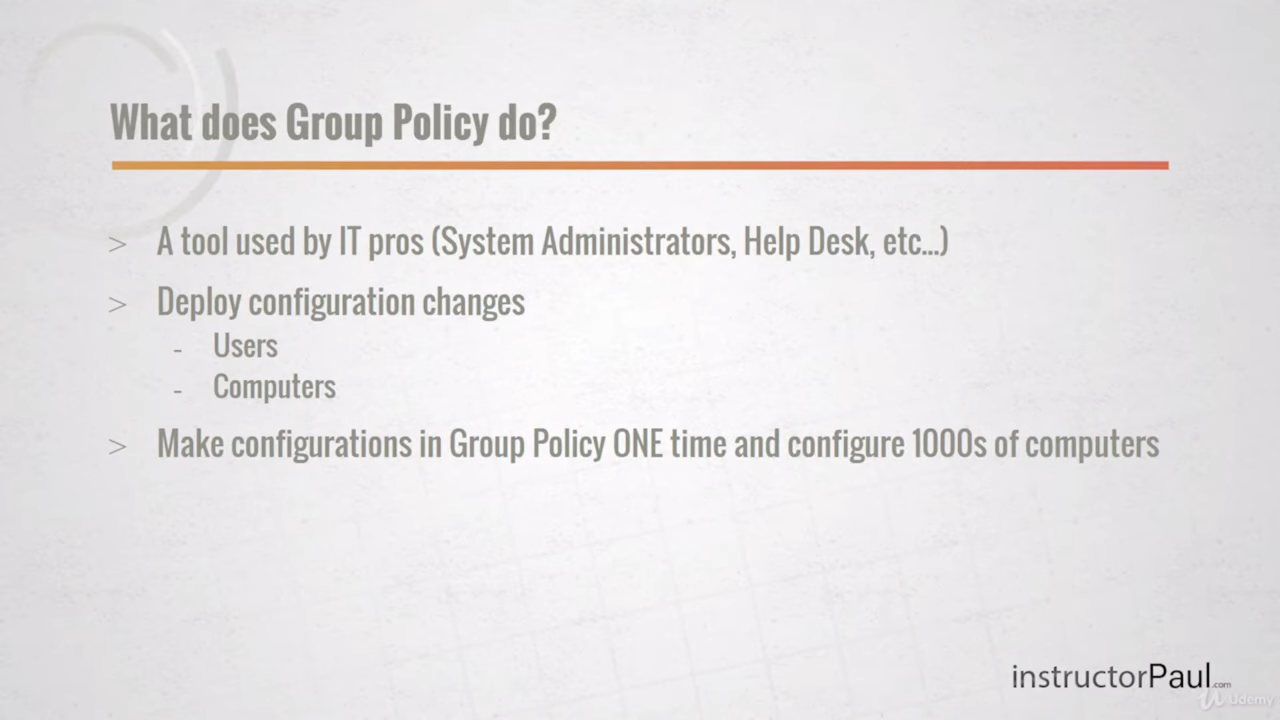 What does Group Policy do?
> A tool used by IT pros (System Administrators, Help Desk, etc...)
> Deploy configuration changes
- Users
- Computers
> Make configurations in Group Policy ONE time and configure 1000s of computers
instructorPaul.com
Udemy